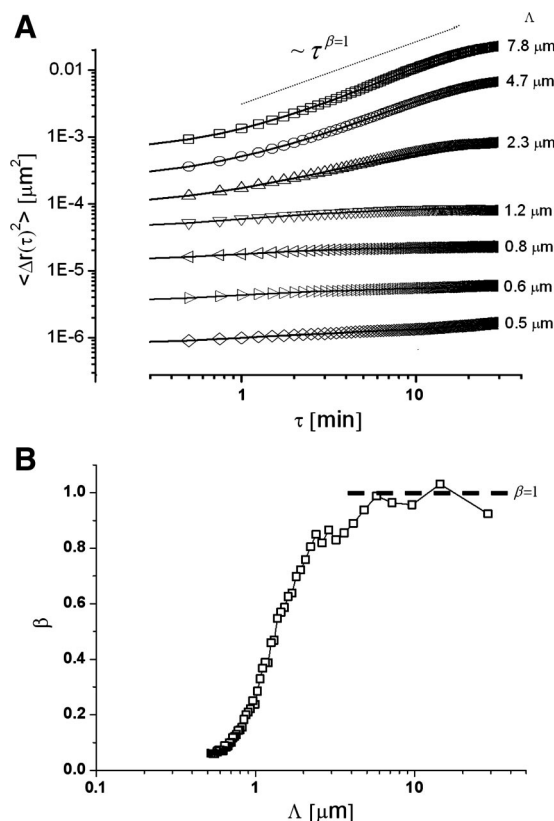 A
~ τ^β=1
Λ
7.8 μm
4.7 μm
2.3 μm
1.2 μm
0.8 μm
0.6 μm
0.5 μm
<Δr(τ)²> [μm²]
0.01
1E-3
1E-4
1E-5
1E-6
1
10
τ [min]
B
β=1
β
1.0
0.8
0.6
0.4
0.2
0.0
0.1
1
10
Λ [μm]